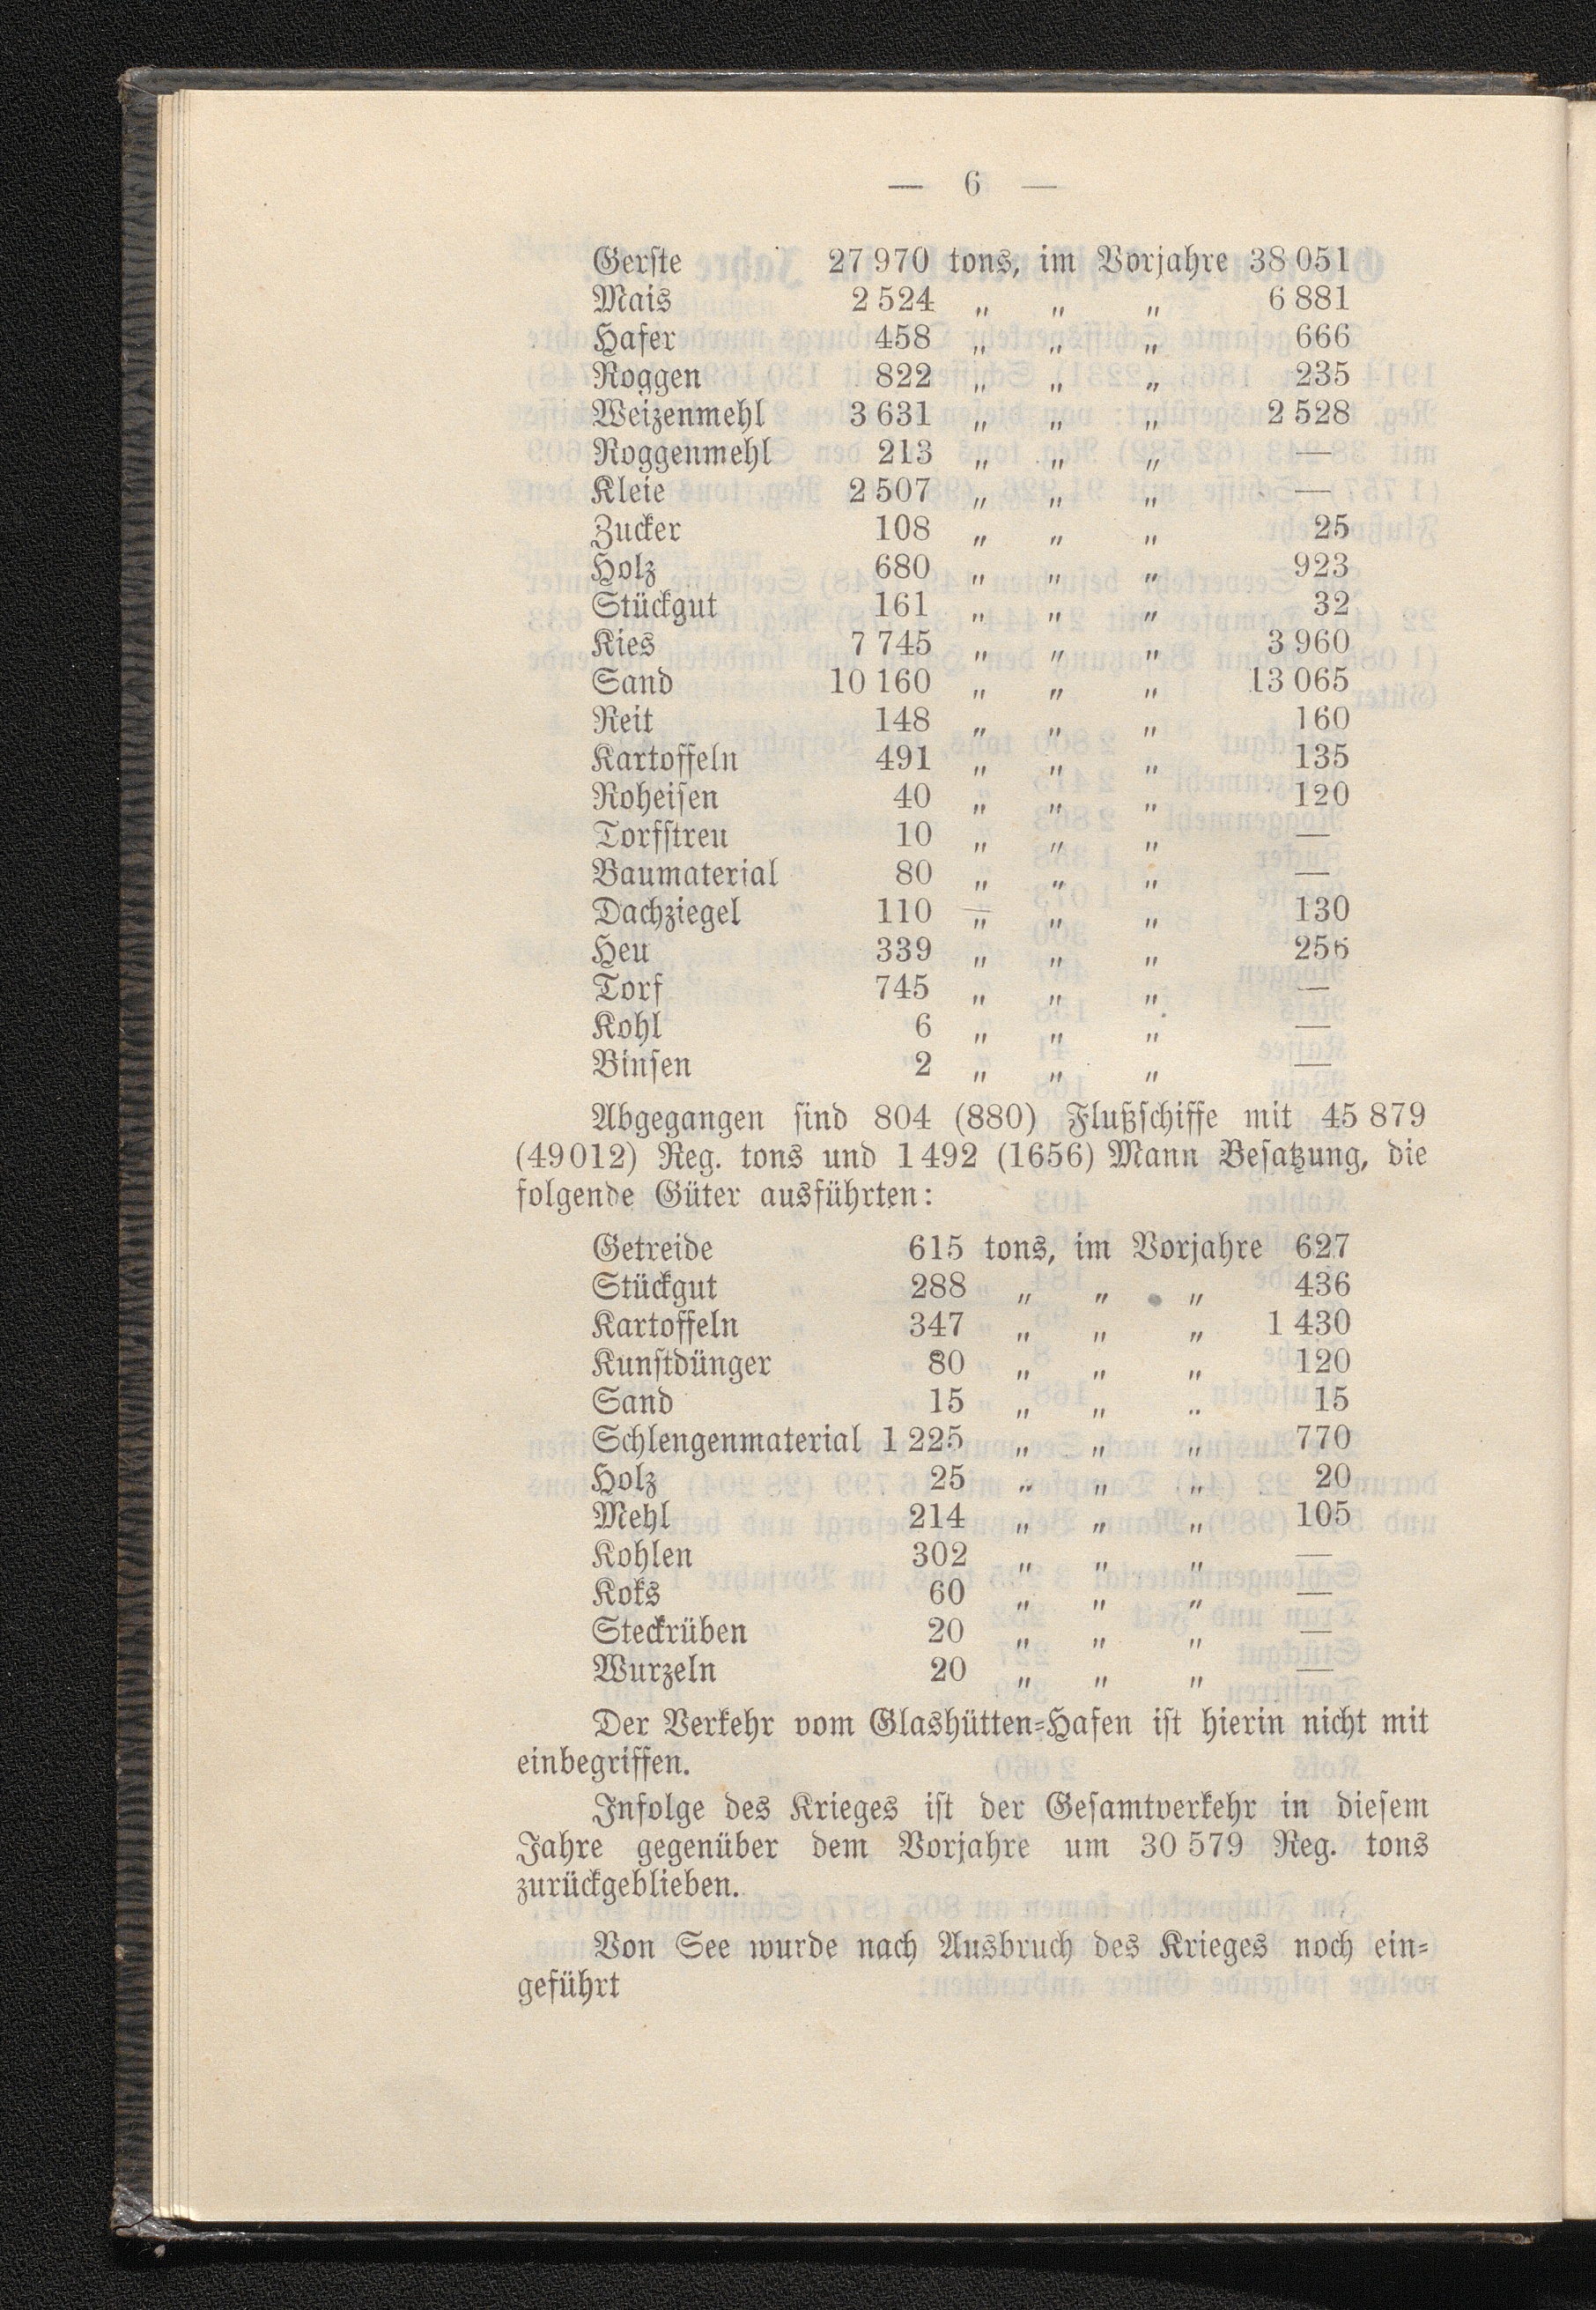 — 6 —
Gerste 27 970 tons, im Vorjahre 38 051
Mais 2 524 „ „ „ 6 881
Hafer 458 „ „ „ 666
Roggen 822 „ „ „ 235
Weizenmehl 3 631 „ „ „ 2 528
Roggenmehl 213 „ „ „ —
Kleie 2 507 „ „ „ —
Zucker 108 „ „ „ 25
Holz 680 „ „ „ 923
Stückgut 161 „ „ „ 32
Kies 7 745 „ „ „ 3 960
Sand 10 160 „ „ „ 13 065
Reit 148 „ „ „ 160
Kartoffeln 491 „ „ „ 135
Roheisen 40 „ „ „ 120
Torfstreu 10 „ „ „ —
Baumaterial 80 „ „ „ —
Dachziegel 110 „ „ „ 130
Heu 339 „ „ „ 256
Torf 745 „ „ „ —
Kohl 6 „ „ „ —
Binsen 2 „ „ „ —
Abgegangen sind 804 (880) Flußschiffe mit 45 879
(49012) Reg. tons und 1 492 (1656) Mann Besatzung, die
folgende Güter ausführten:
Getreide 615 tons, im Vorjahre 627
Stückgut 288 „ „ „ 436
Kartoffeln 347 „ „ „ 1 430
Kunstdünger 80 „ „ „ 120
Sand 15 „ „ „ 15
Schlengenmaterial 1 225 „ „ „ 770
Holz 25 „ „ „ 20
Mehl 214 „ „ „ 105
Kohlen 302 „ „ „ —
Koks 60 „ „ „ —
Steckrüben 20 „ „ „ —
Wurzeln 20 „ „ „ —
Der Verkehr vom Glashütten-Hafen ist hierin nicht mit
einbegriffen.
Infolge des Krieges ist der Gesamtverkehr in diesem
Jahre gegenüber dem Vorjahre um 30 579 Reg. tons
zurückgeblieben.
Von See wurde nach Ausbruch des Krieges noch ein-
geführt